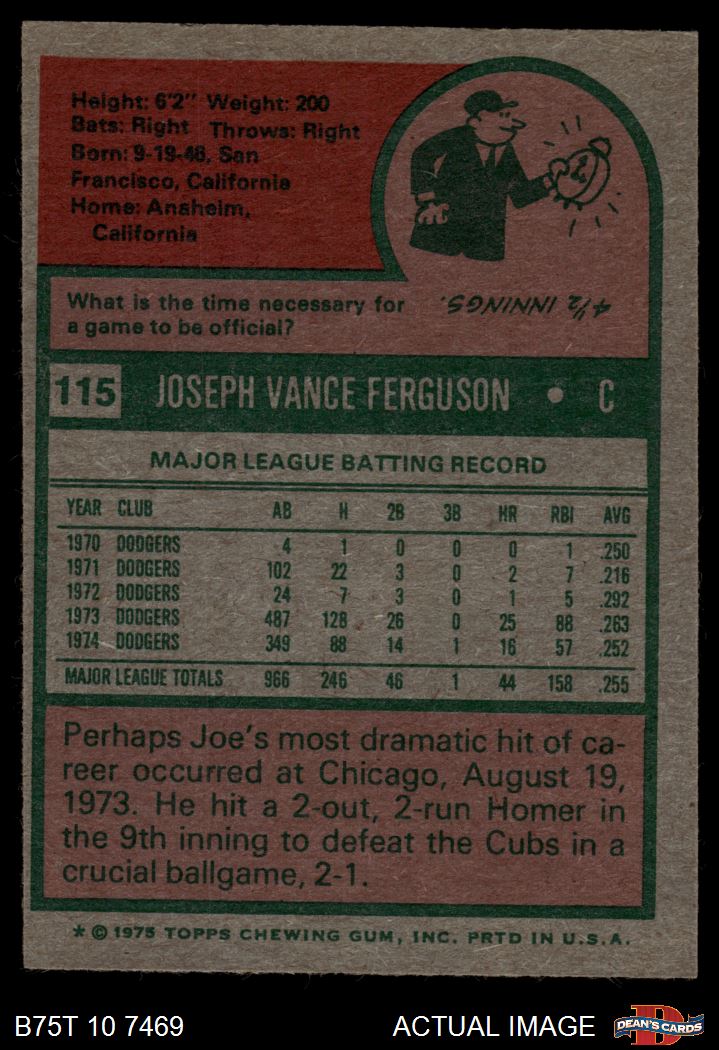 Height: 6'2" Weight: 200
Bats: Right Throws: Right
Born: 9-19-46, San
Francisco, California
Home: Anaheim,
California
What is the time necessary for
a game to be official?
4½ INNINGS.
115 JOSEPH VANCE FERGUSON • C
MAJOR LEAGUE BATTING RECORD
YEAR CLUB AB H 2B 3B HR RBI AVG
1970 DODGERS 4 1 0 0 0 1 .250
1971 DODGERS 102 22 3 0 2 7 .216
1972 DODGERS 24 7 3 0 1 5 .292
1973 DODGERS 487 128 26 0 25 88 .263
1974 DODGERS 349 88 14 1 16 57 .252
MAJOR LEAGUE TOTALS 966 246 46 1 44 158 .255
Perhaps Joe's most dramatic hit of ca-
reer occurred at Chicago, August 19,
1973. He hit a 2-out, 2-run Homer in
the 9th inning to defeat the Cubs in a
crucial ballgame, 2-1.
* © 1975 TOPPS CHEWING GUM, INC. PRTD IN U.S.A.
B75T 10 7469 ACTUAL IMAGE D DEAN'S CARDS